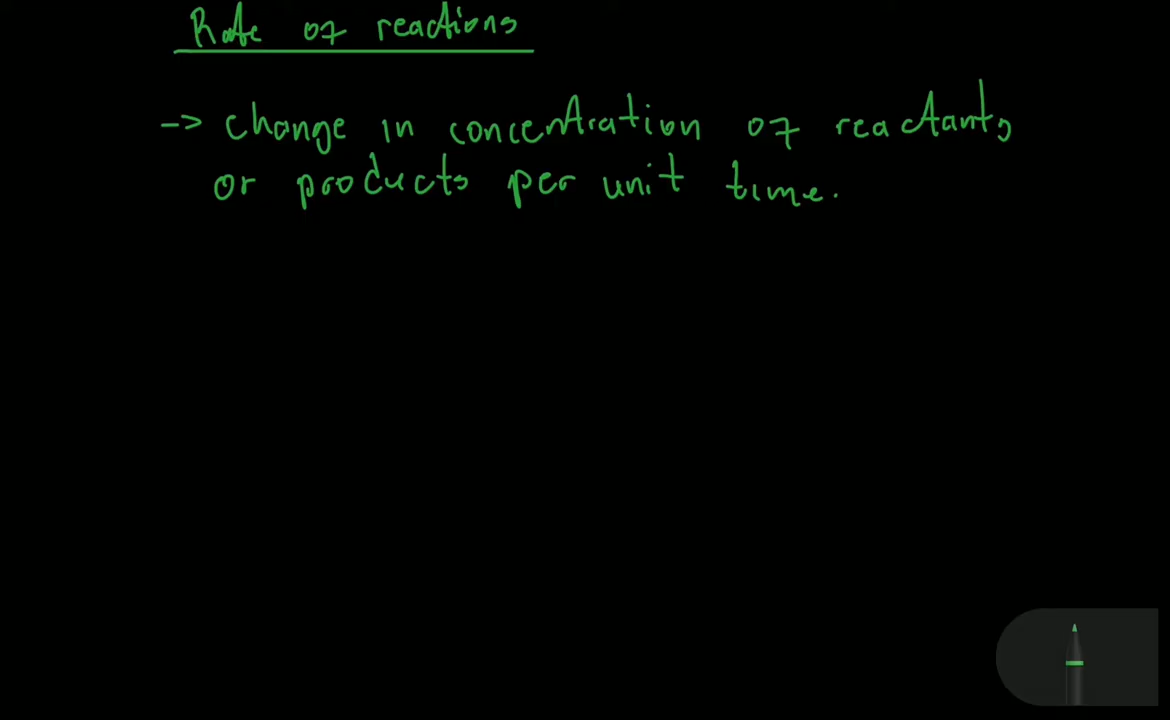 Rate of reactions
-> change in concentration of reactants
or products per unit time.